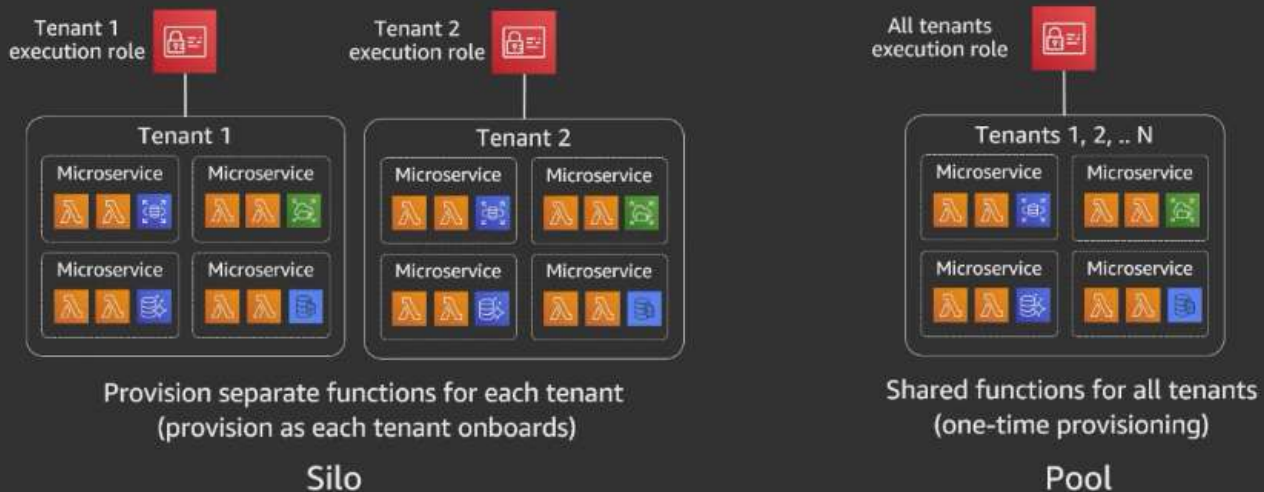 Tenant 1
execution role
Tenant 2
execution role
All tenants
execution role
Tenant 1
Microservice
Microservice
Microservice
Microservice
Tenant 2
Microservice
Microservice
Microservice
Microservice
Tenants 1, 2, .. N
Microservice
Microservice
Microservice
Microservice
Provision separate functions for each tenant
(provision as each tenant onboards)
Silo
Shared functions for all tenants
(one-time provisioning)
Pool